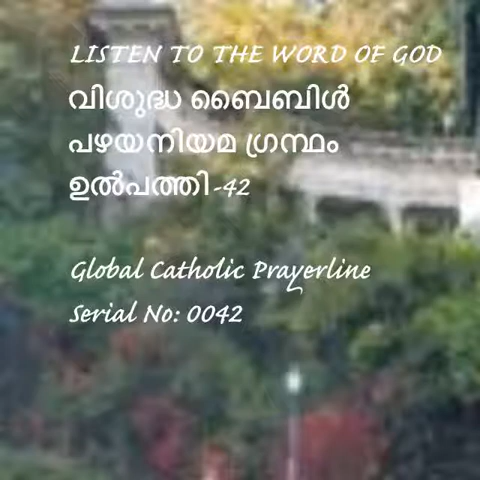 LISTEN TO THE WORD OF GOD
വിശുദ്ധ ബൈബിൾ
പഴയനിയമ ഗ്രന്ഥം
ഉൽപത്തി-42
Global Catholic Prayerline
Serial No: 0042